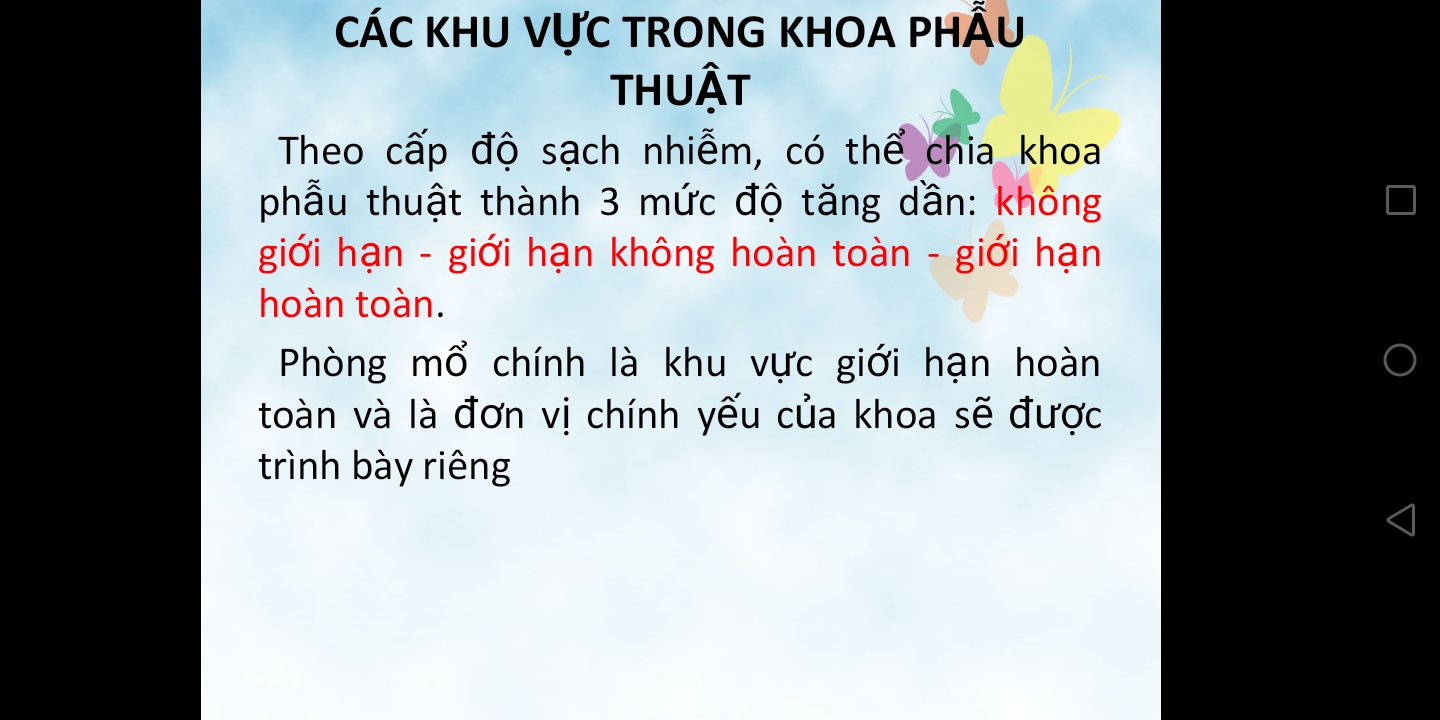 CÁC KHU VỰC TRONG KHOA PHẪU
THUẬT
Theo cấp độ sạch nhiễm, có thể chia khoa
phẫu thuật thành 3 mức độ tăng dần: không
giới hạn - giới hạn không hoàn toàn - giới hạn
hoàn toàn.
Phòng mổ chính là khu vực giới hạn hoàn
toàn và là đơn vị chính yếu của khoa sẽ được
trình bày riêng